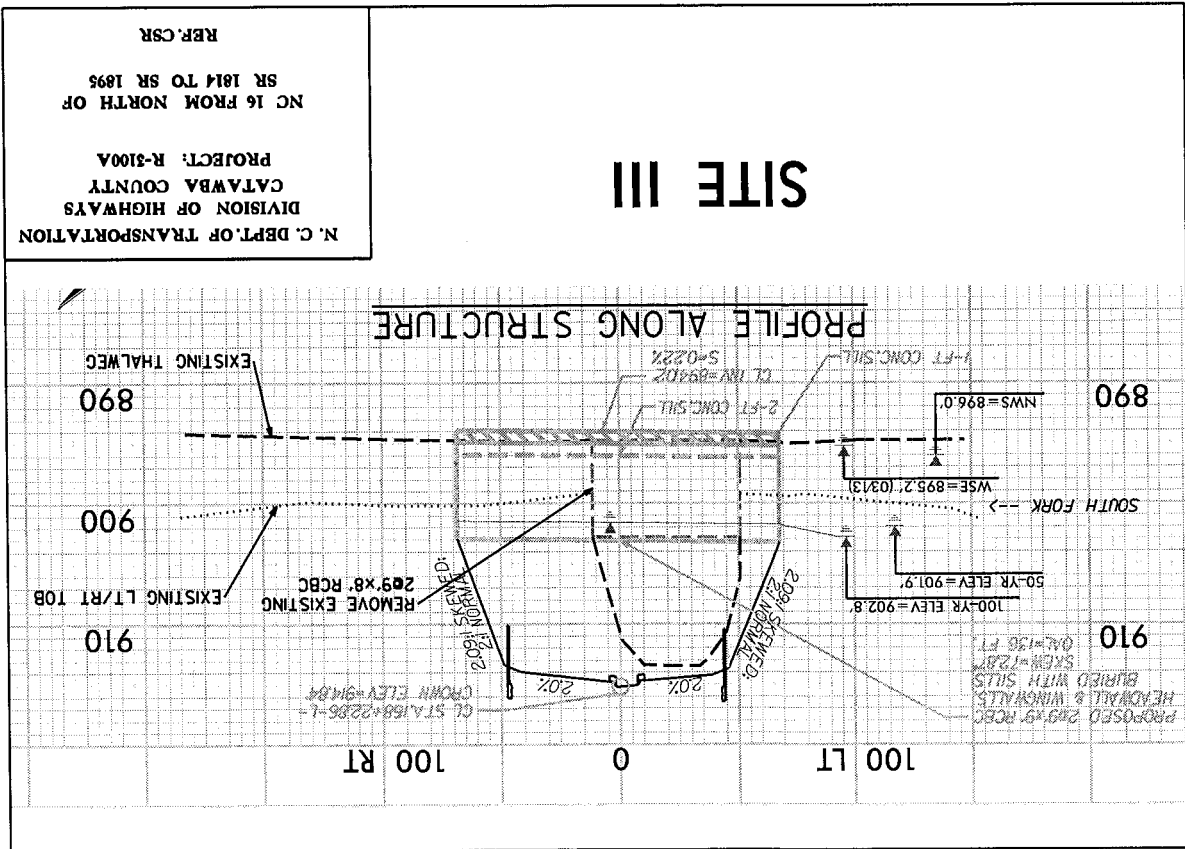 100 LT
0
100 RT
PROPOSED 2@9'x9' RCBC
HEADWALL & WINGWALLS
BURIED WITH SILLS
SKEW=72.87°
OAL=136 FT.
CL STA.168+22.86 -L-
CROWN ELEV=914.84
2.0%
2.0%
910
910
2.09:1 SKEWED:
2:1 NORMAL:
2.09:1 SKEWED:
2:1 NORMAL:
100-YR ELEV=902.8'
50-YR ELEV=901.9'
REMOVE EXISTING
2@9'x8' RCBC
EXISTING LT/RT TOB
SOUTH FORK -->
900
900
WSE=895.2' (03/13)
NWS=896.0'
890
890
2-FT CONC.SILL
CL INV=894.02
S=0.22%
1-FT CONC.SILL
EXISTING THALWEG
PROFILE ALONG STRUCTURE
SITE III
N. C. DEPT. OF TRANSPORTATION
DIVISION OF HIGHWAYS
CATAWBA COUNTY
PROJECT: R-3100A
NC 16 FROM NORTH OF
SR 1814 TO SR 1895
REF. CSR